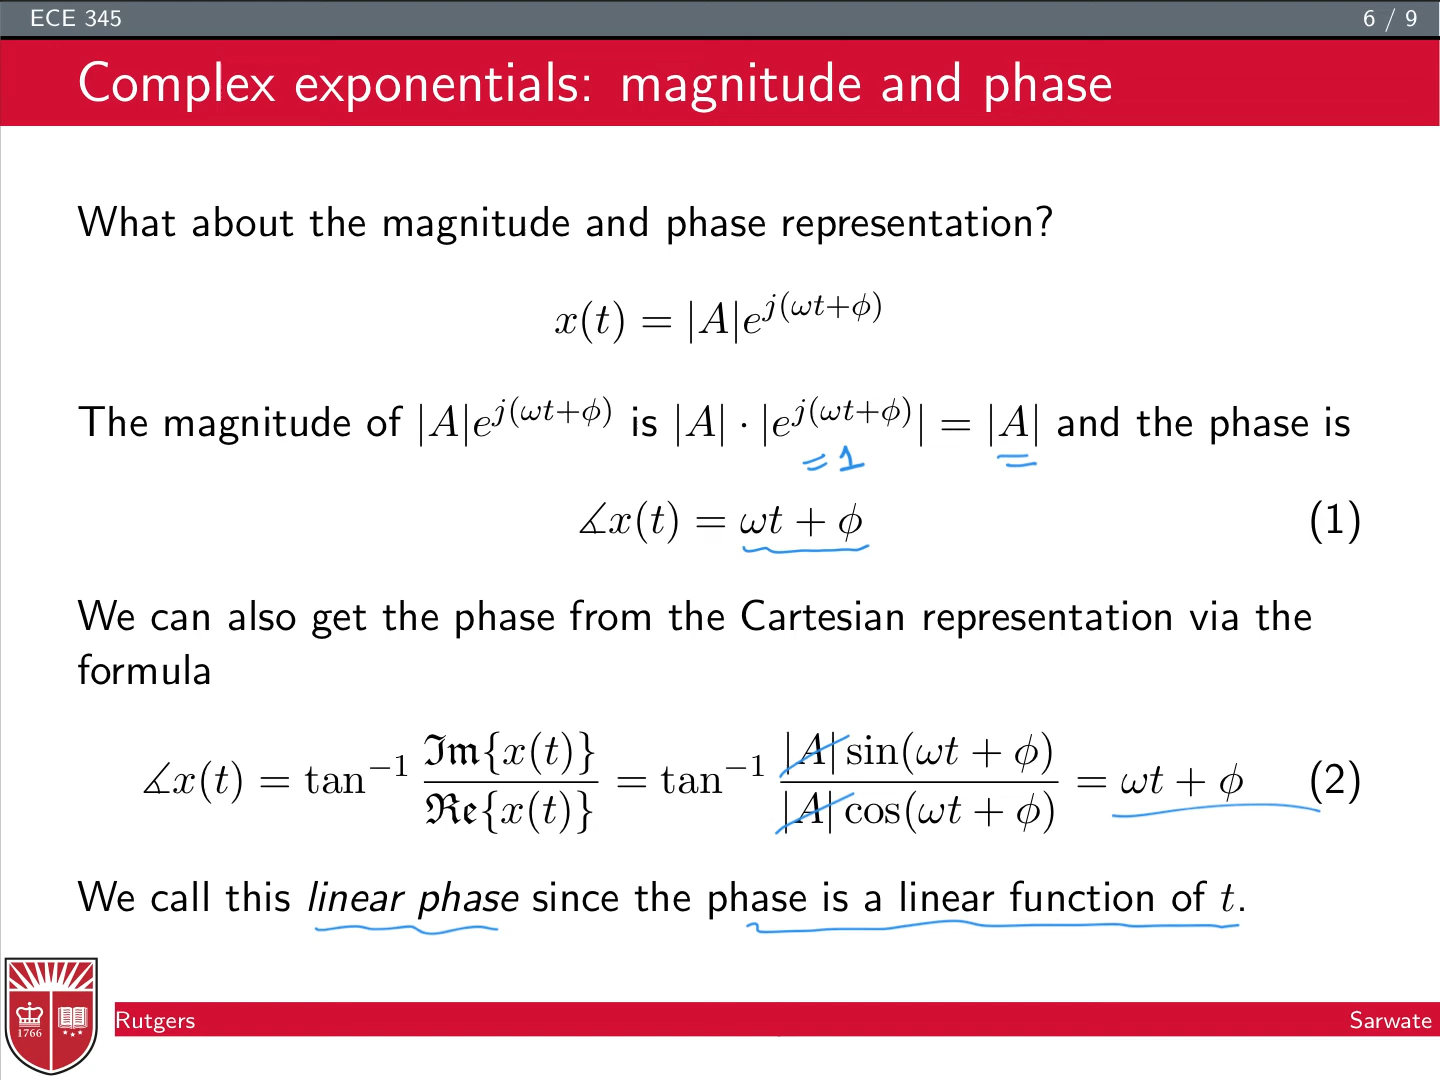 ECE 345
6 / 9
Complex exponentials: magnitude and phase
What about the magnitude and phase representation?
x(t) = |A|e^{j(ωt+ϕ)}
The magnitude of |A|e^{j(ωt+ϕ)} is |A| · |e^{j(ωt+ϕ)}| = |A| and the phase is
= 1
∡x(t) = ωt + ϕ (1)
We can also get the phase from the Cartesian representation via the
formula
∡x(t) = tan^{−1} \frac{ℑ𝔪{x(t)}}{ℜ𝔢{x(t)}} = tan^{−1} \frac{|A| sin(ωt + ϕ)}{|A| cos(ωt + ϕ)} = ωt + ϕ (2)
We call this linear phase since the phase is a linear function of t.
1766
Rutgers
Sarwate